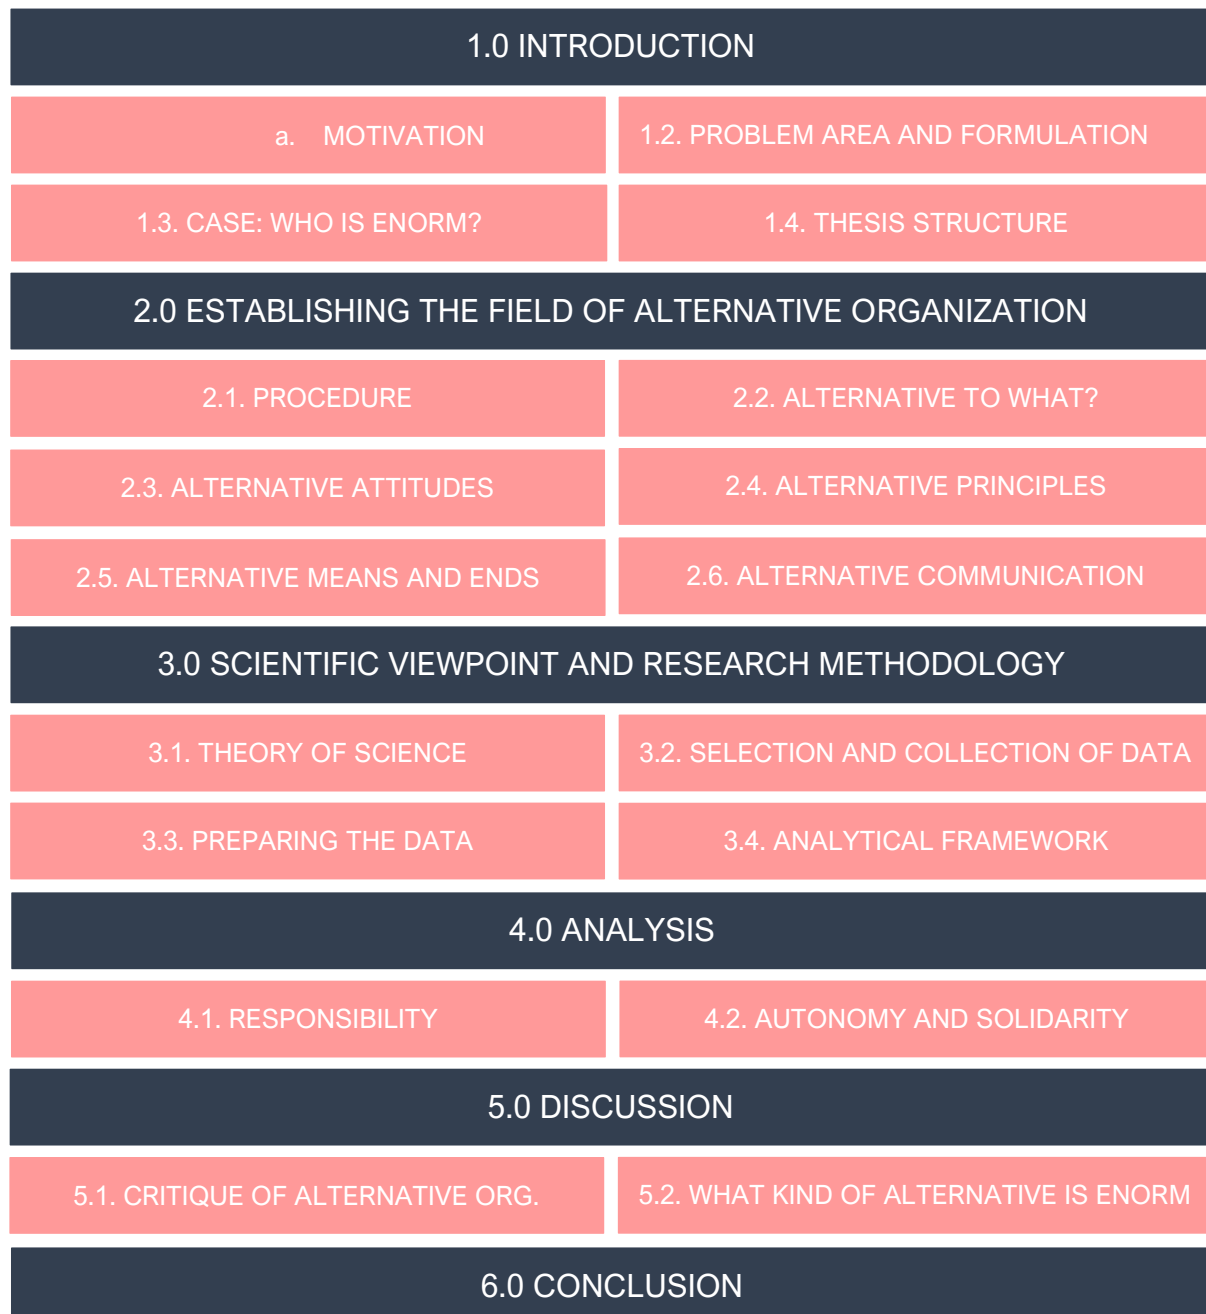 1.0 INTRODUCTION
a. MOTIVATION
1.2. PROBLEM AREA AND FORMULATION
1.3. CASE: WHO IS ENORM?
1.4. THESIS STRUCTURE
2.0 ESTABLISHING THE FIELD OF ALTERNATIVE ORGANIZATION
2.1. PROCEDURE
2.2. ALTERNATIVE TO WHAT?
2.3. ALTERNATIVE ATTITUDES
2.4. ALTERNATIVE PRINCIPLES
2.5. ALTERNATIVE MEANS AND ENDS
2.6. ALTERNATIVE COMMUNICATION
3.0 SCIENTIFIC VIEWPOINT AND RESEARCH METHODOLOGY
3.1. THEORY OF SCIENCE
3.2. SELECTION AND COLLECTION OF DATA
3.3. PREPARING THE DATA
3.4. ANALYTICAL FRAMEWORK
4.0 ANALYSIS
4.1. RESPONSIBILITY
4.2. AUTONOMY AND SOLIDARITY
5.0 DISCUSSION
5.1. CRITIQUE OF ALTERNATIVE ORG.
5.2. WHAT KIND OF ALTERNATIVE IS ENORM
6.0 CONCLUSION